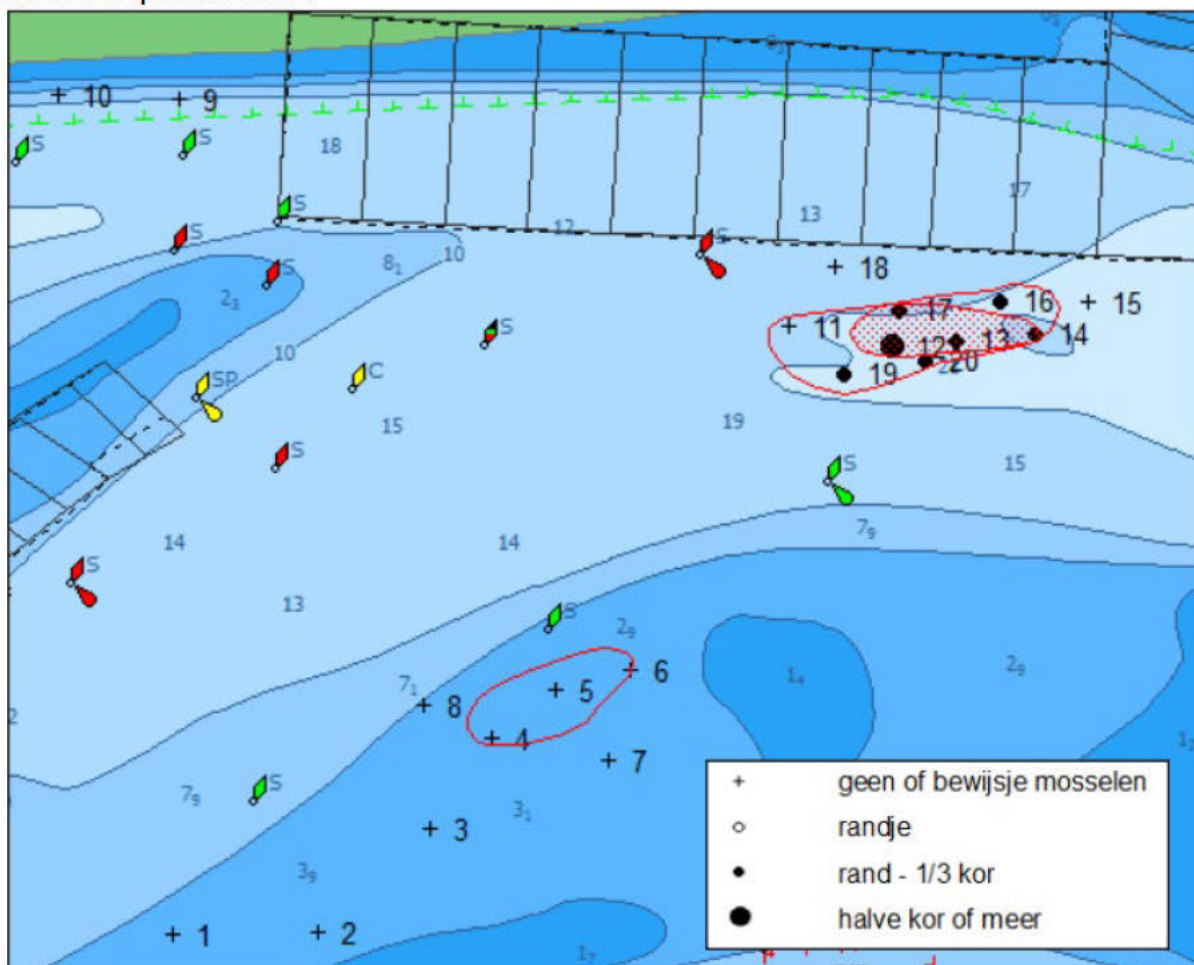 10 9
S S
18
17
S
12 13
S S
8₁ 10
18
S
2₃
16 15
17
S
11
14
12 13
10
20
SP C
19
15 19
S
S
15
14 14
7₉
S
13
S
2₉
2₉
6
7₁
1₄
5
8
4
7
S
7₉
3₁
3
geen of bewijsje mosselen
randje
3₉
rand - 1/3 kor
halve kor of meer
1 2
1₇